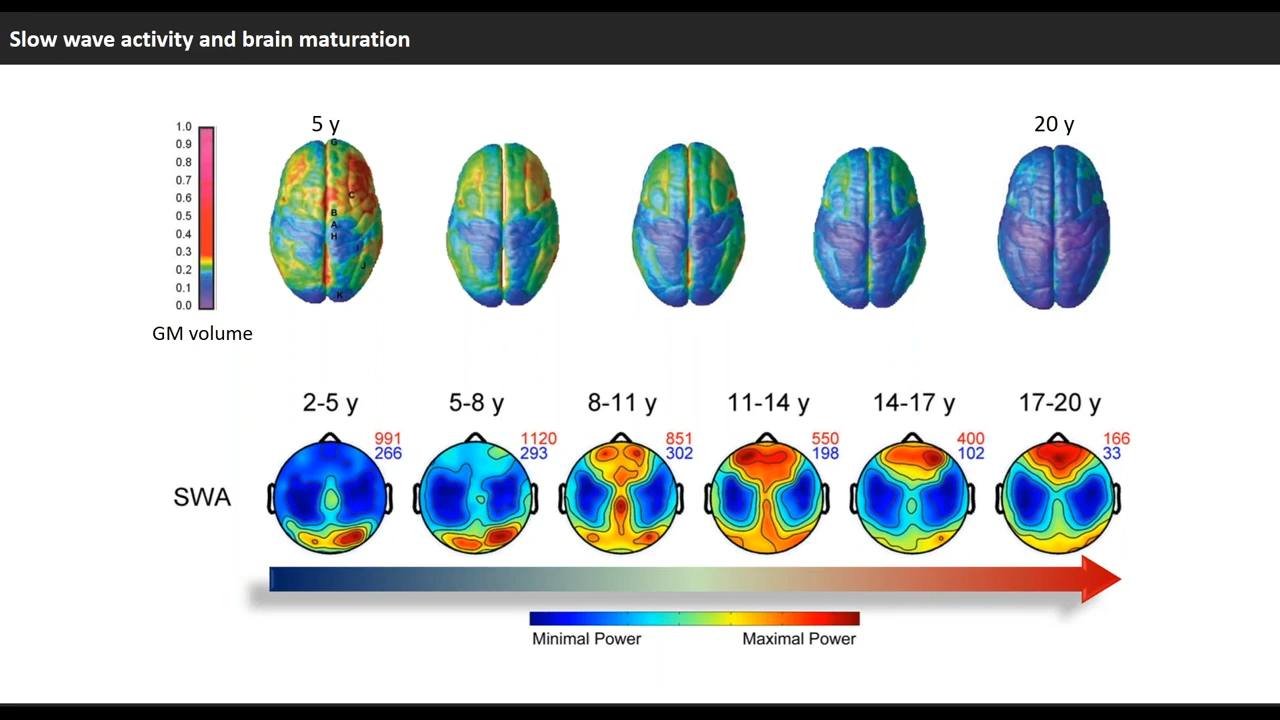 Slow wave activity and brain maturation
5 y
20 y
1.0
0.9
0.8
0.7
0.6
0.5
0.4
0.3
0.2
0.1
0.0
GM volume
G
C
B
A
H
I
J
K
2-5 y
5-8 y
8-11 y
11-14 y
14-17 y
17-20 y
991
266
1120
293
851
302
550
198
400
102
166
33
SWA
Minimal Power
Maximal Power